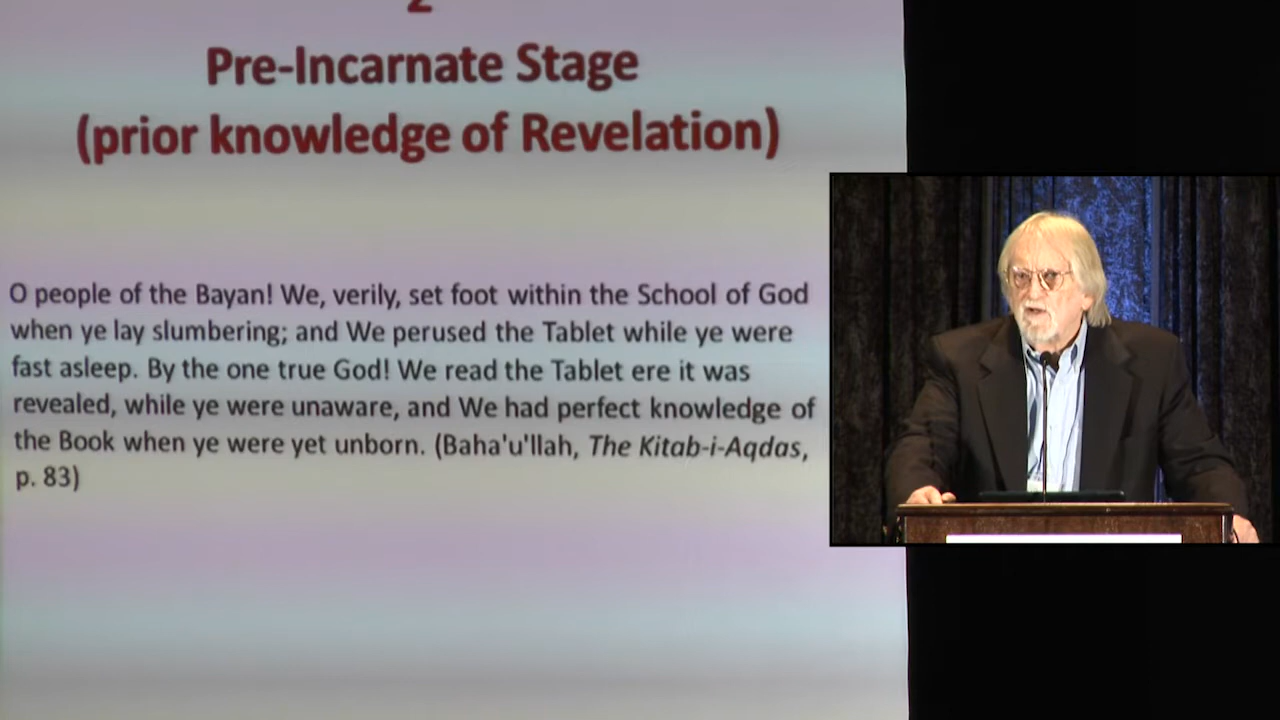 2
Pre-Incarnate Stage
(prior knowledge of Revelation)
O people of the Bayan! We, verily, set foot within the School of God
when ye lay slumbering; and We perused the Tablet while ye were
fast asleep. By the one true God! We read the Tablet ere it was
revealed, while ye were unaware, and We had perfect knowledge of
the Book when ye were yet unborn. (Baha'u'llah, The Kitab-i-Aqdas,
p. 83)